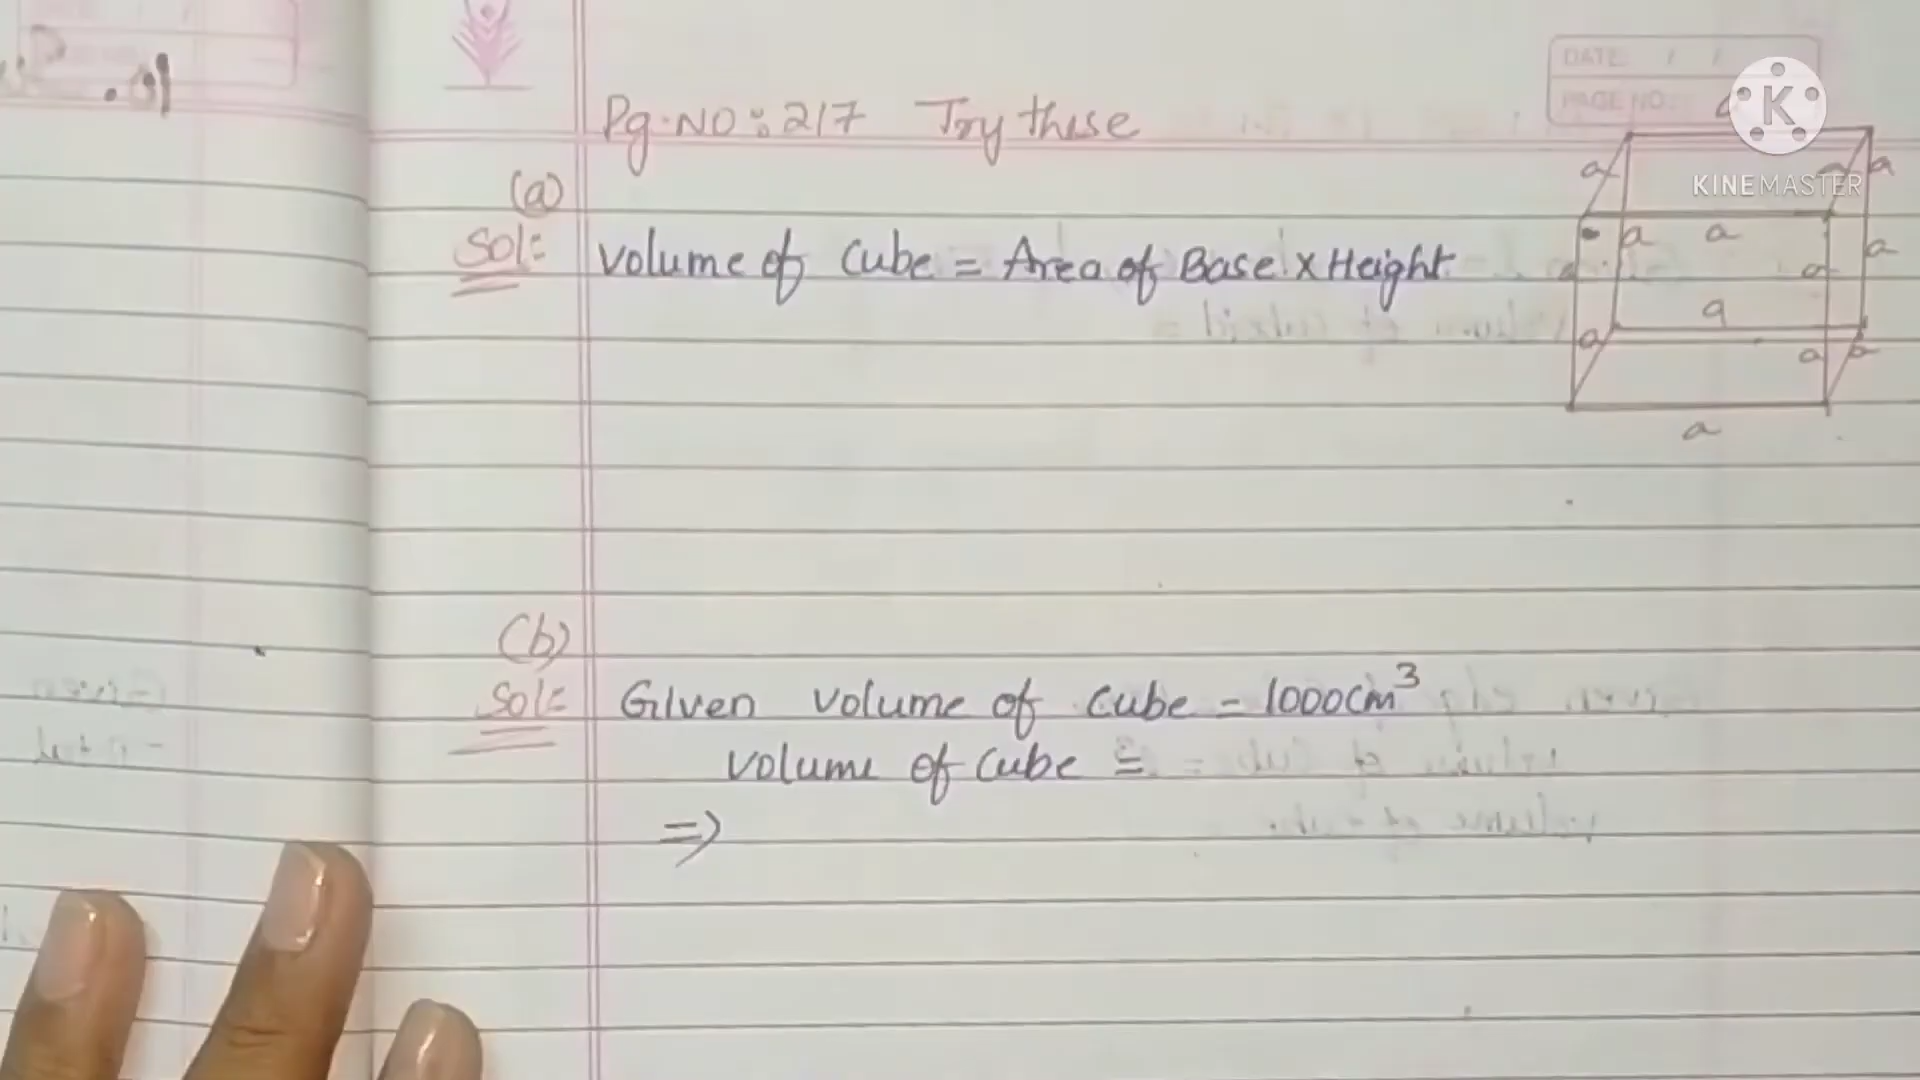 Pg.NO:217 Try these
DATE: / /
PAGE NO.:
KINEMASTER
K
(a)
Sol:
Volume of Cube = Area of Base x Height
a
a
a
a
a
a
a
a
a
a
a
a
(b)
Sol:
Given volume of cube = 1000cm³
volume of cube =
=>